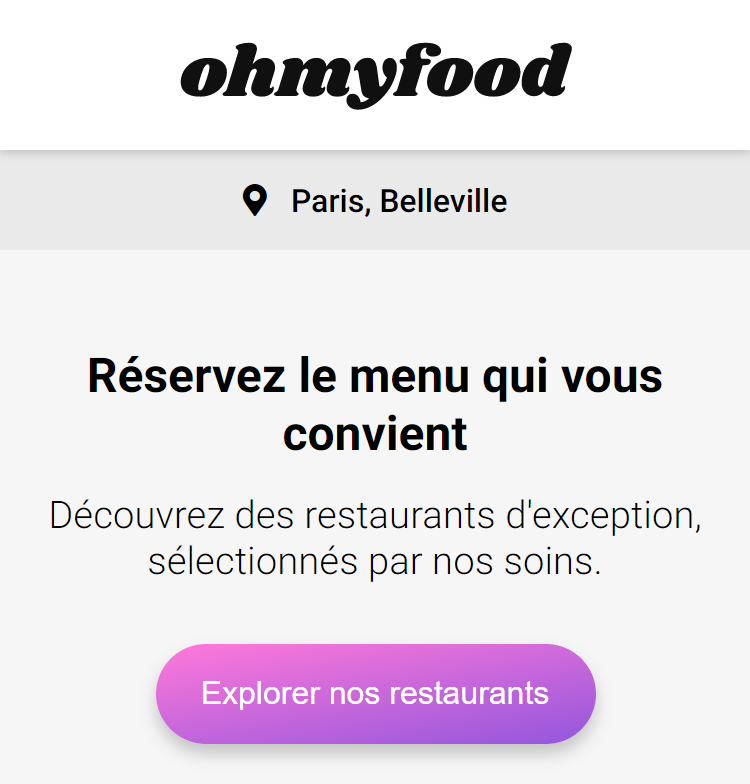 ohmyfood
Paris, Belleville
Réservez le menu qui vous
convient
Découvrez des restaurants d'exception,
sélectionnés par nos soins.
Explorer nos restaurants